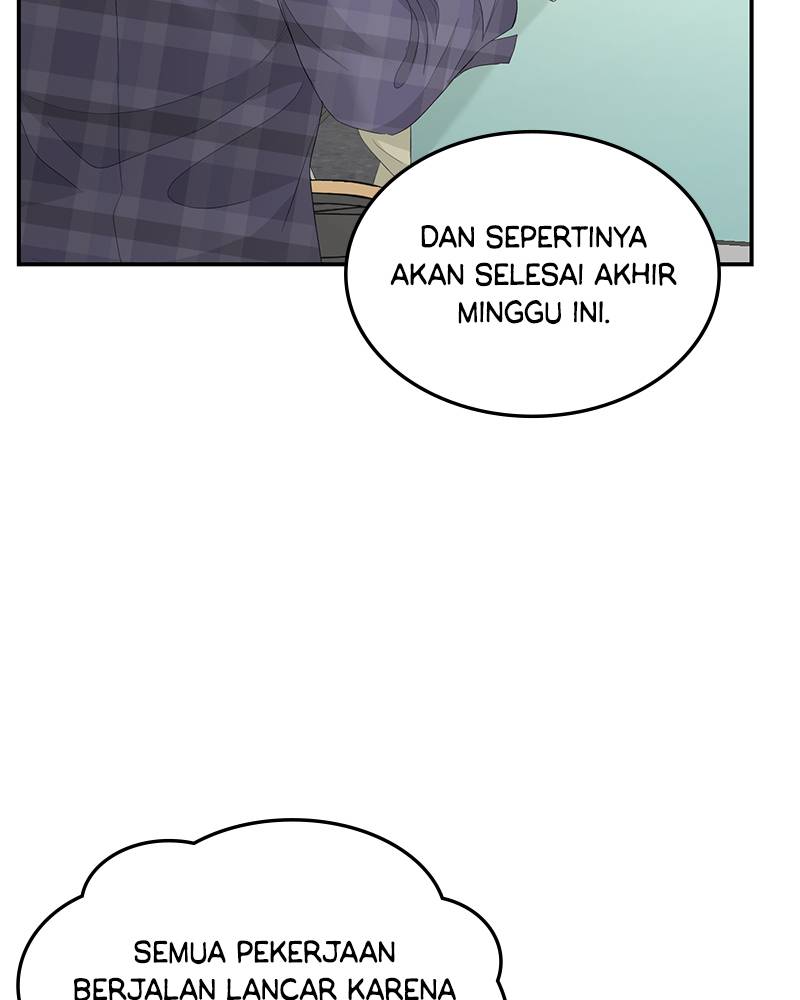 DAN SEPERTINYA
AKAN SELESAI AKHIR
MINGGU INI.
SEMUA PEKERJAAN
BERJALAN LANCAR KARENA